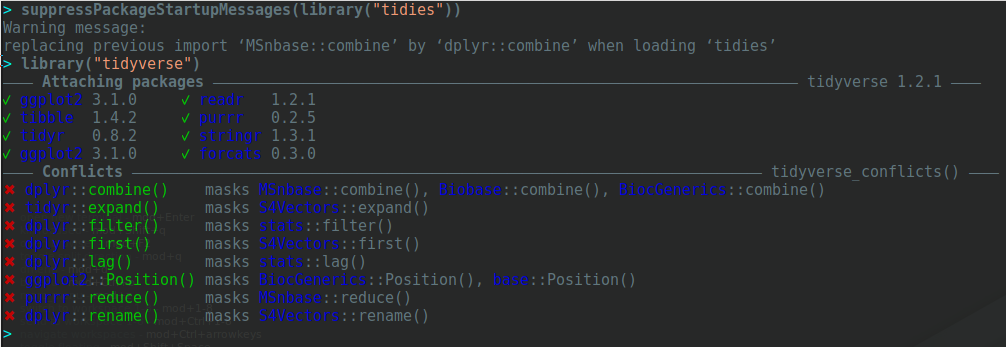 > suppressPackageStartupMessages(library("tidies"))
Warning message:
replacing previous import ‘MSnbase::combine’ by ‘dplyr::combine’ when loading ‘tidies’
> library("tidyverse")
── Attaching packages ── tidyverse 1.2.1 ──
✓ ggplot2 3.1.0 ✓ readr 1.2.1
✓ tibble 1.4.2 ✓ purrr 0.2.5
✓ tidyr 0.8.2 ✓ stringr 1.3.1
✓ ggplot2 3.1.0 ✓ forcats 0.3.0
── Conflicts ── tidyverse_conflicts() ──
✖ dplyr::combine() masks MSnbase::combine(), Biobase::combine(), BiocGenerics::combine()
✖ tidyr::expand() masks S4Vectors::expand()
✖ dplyr::filter() masks stats::filter()
✖ dplyr::first() masks S4Vectors::first()
✖ dplyr::lag() masks stats::lag()
✖ ggplot2::Position() masks BiocGenerics::Position(), base::Position()
✖ purrr::reduce() masks MSnbase::reduce()
✖ dplyr::rename() masks S4Vectors::rename()
>